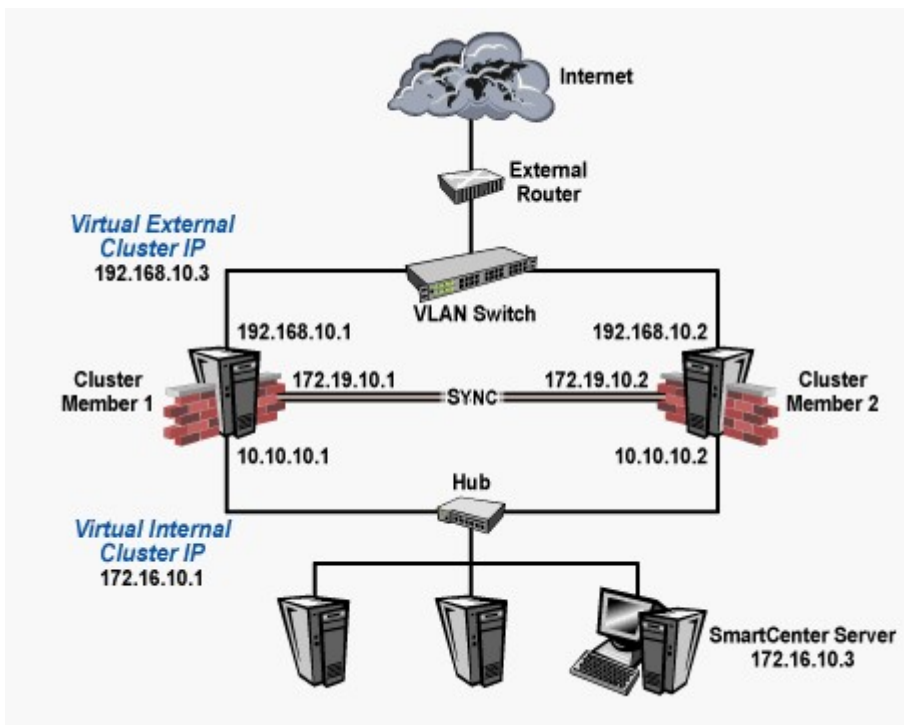 Internet
External
Router
Virtual External
Cluster IP
192.168.10.3
VLAN Switch
192.168.10.1
192.168.10.2
Cluster
Member 1
172.19.10.1
SYNC
172.19.10.2
Cluster
Member 2
10.10.10.1
10.10.10.2
Hub
Virtual Internal
Cluster IP
172.16.10.1
SmartCenter Server
172.16.10.3